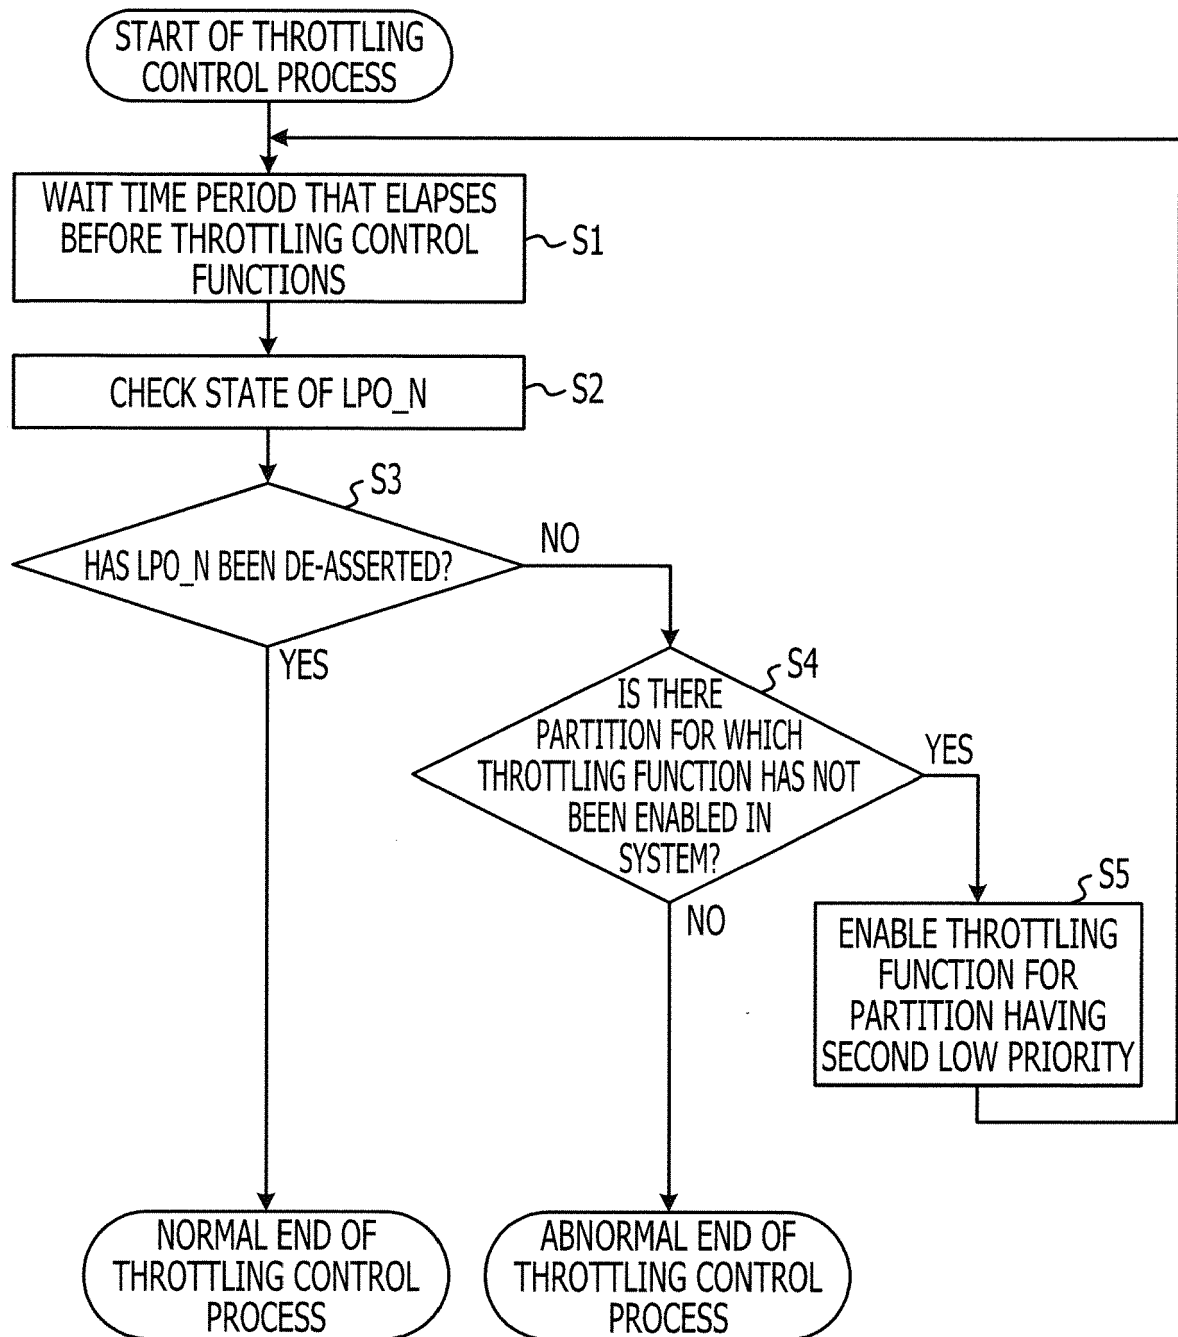 START OF THROTTLING
CONTROL PROCESS
WAIT TIME PERIOD THAT ELAPSES
BEFORE THROTTLING CONTROL
FUNCTIONS
S1
CHECK STATE OF LPO_N
S2
S3
HAS LPO_N BEEN DE-ASSERTED?
NO
YES
S4
IS THERE
PARTITION FOR WHICH
THROTTLING FUNCTION HAS NOT
BEEN ENABLED IN
SYSTEM?
YES
NO
S5
ENABLE THROTTLING
FUNCTION FOR
PARTITION HAVING
SECOND LOW PRIORITY
NORMAL END OF
THROTTLING CONTROL
PROCESS
ABNORMAL END OF
THROTTLING CONTROL
PROCESS